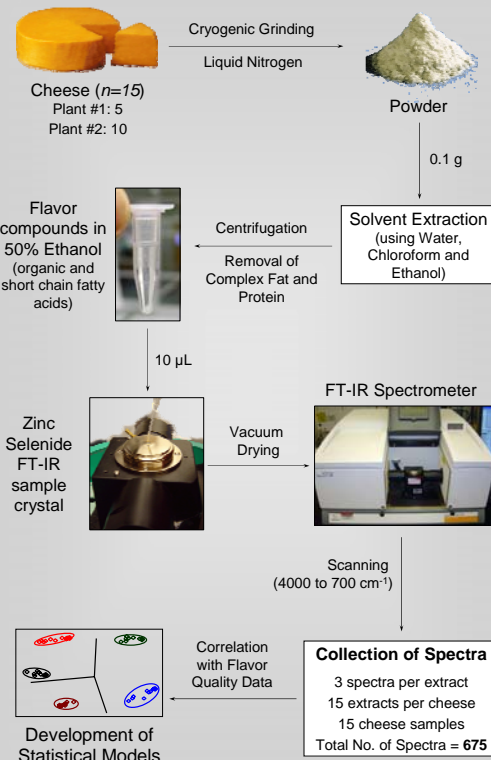 Cryogenic Grinding
Liquid Nitrogen
Cheese (n=15)
Plant #1: 5
Plant #2: 10
Powder
0.1 g
Solvent Extraction
(using Water,
Chloroform and
Ethanol)
Centrifugation
Removal of
Complex Fat and
Protein
Flavor
compounds in
50% Ethanol
(organic and
short chain fatty
acids)
10 µL
Zinc
Selenide
FT-IR
sample
crystal
Vacuum
Drying
FT-IR Spectrometer
Scanning
(4000 to 700 cm-1)
Collection of Spectra
3 spectra per extract
15 extracts per cheese
15 cheese samples
Total No. of Spectra = 675
Correlation
with Flavor
Quality Data
Development of
Statistical Models